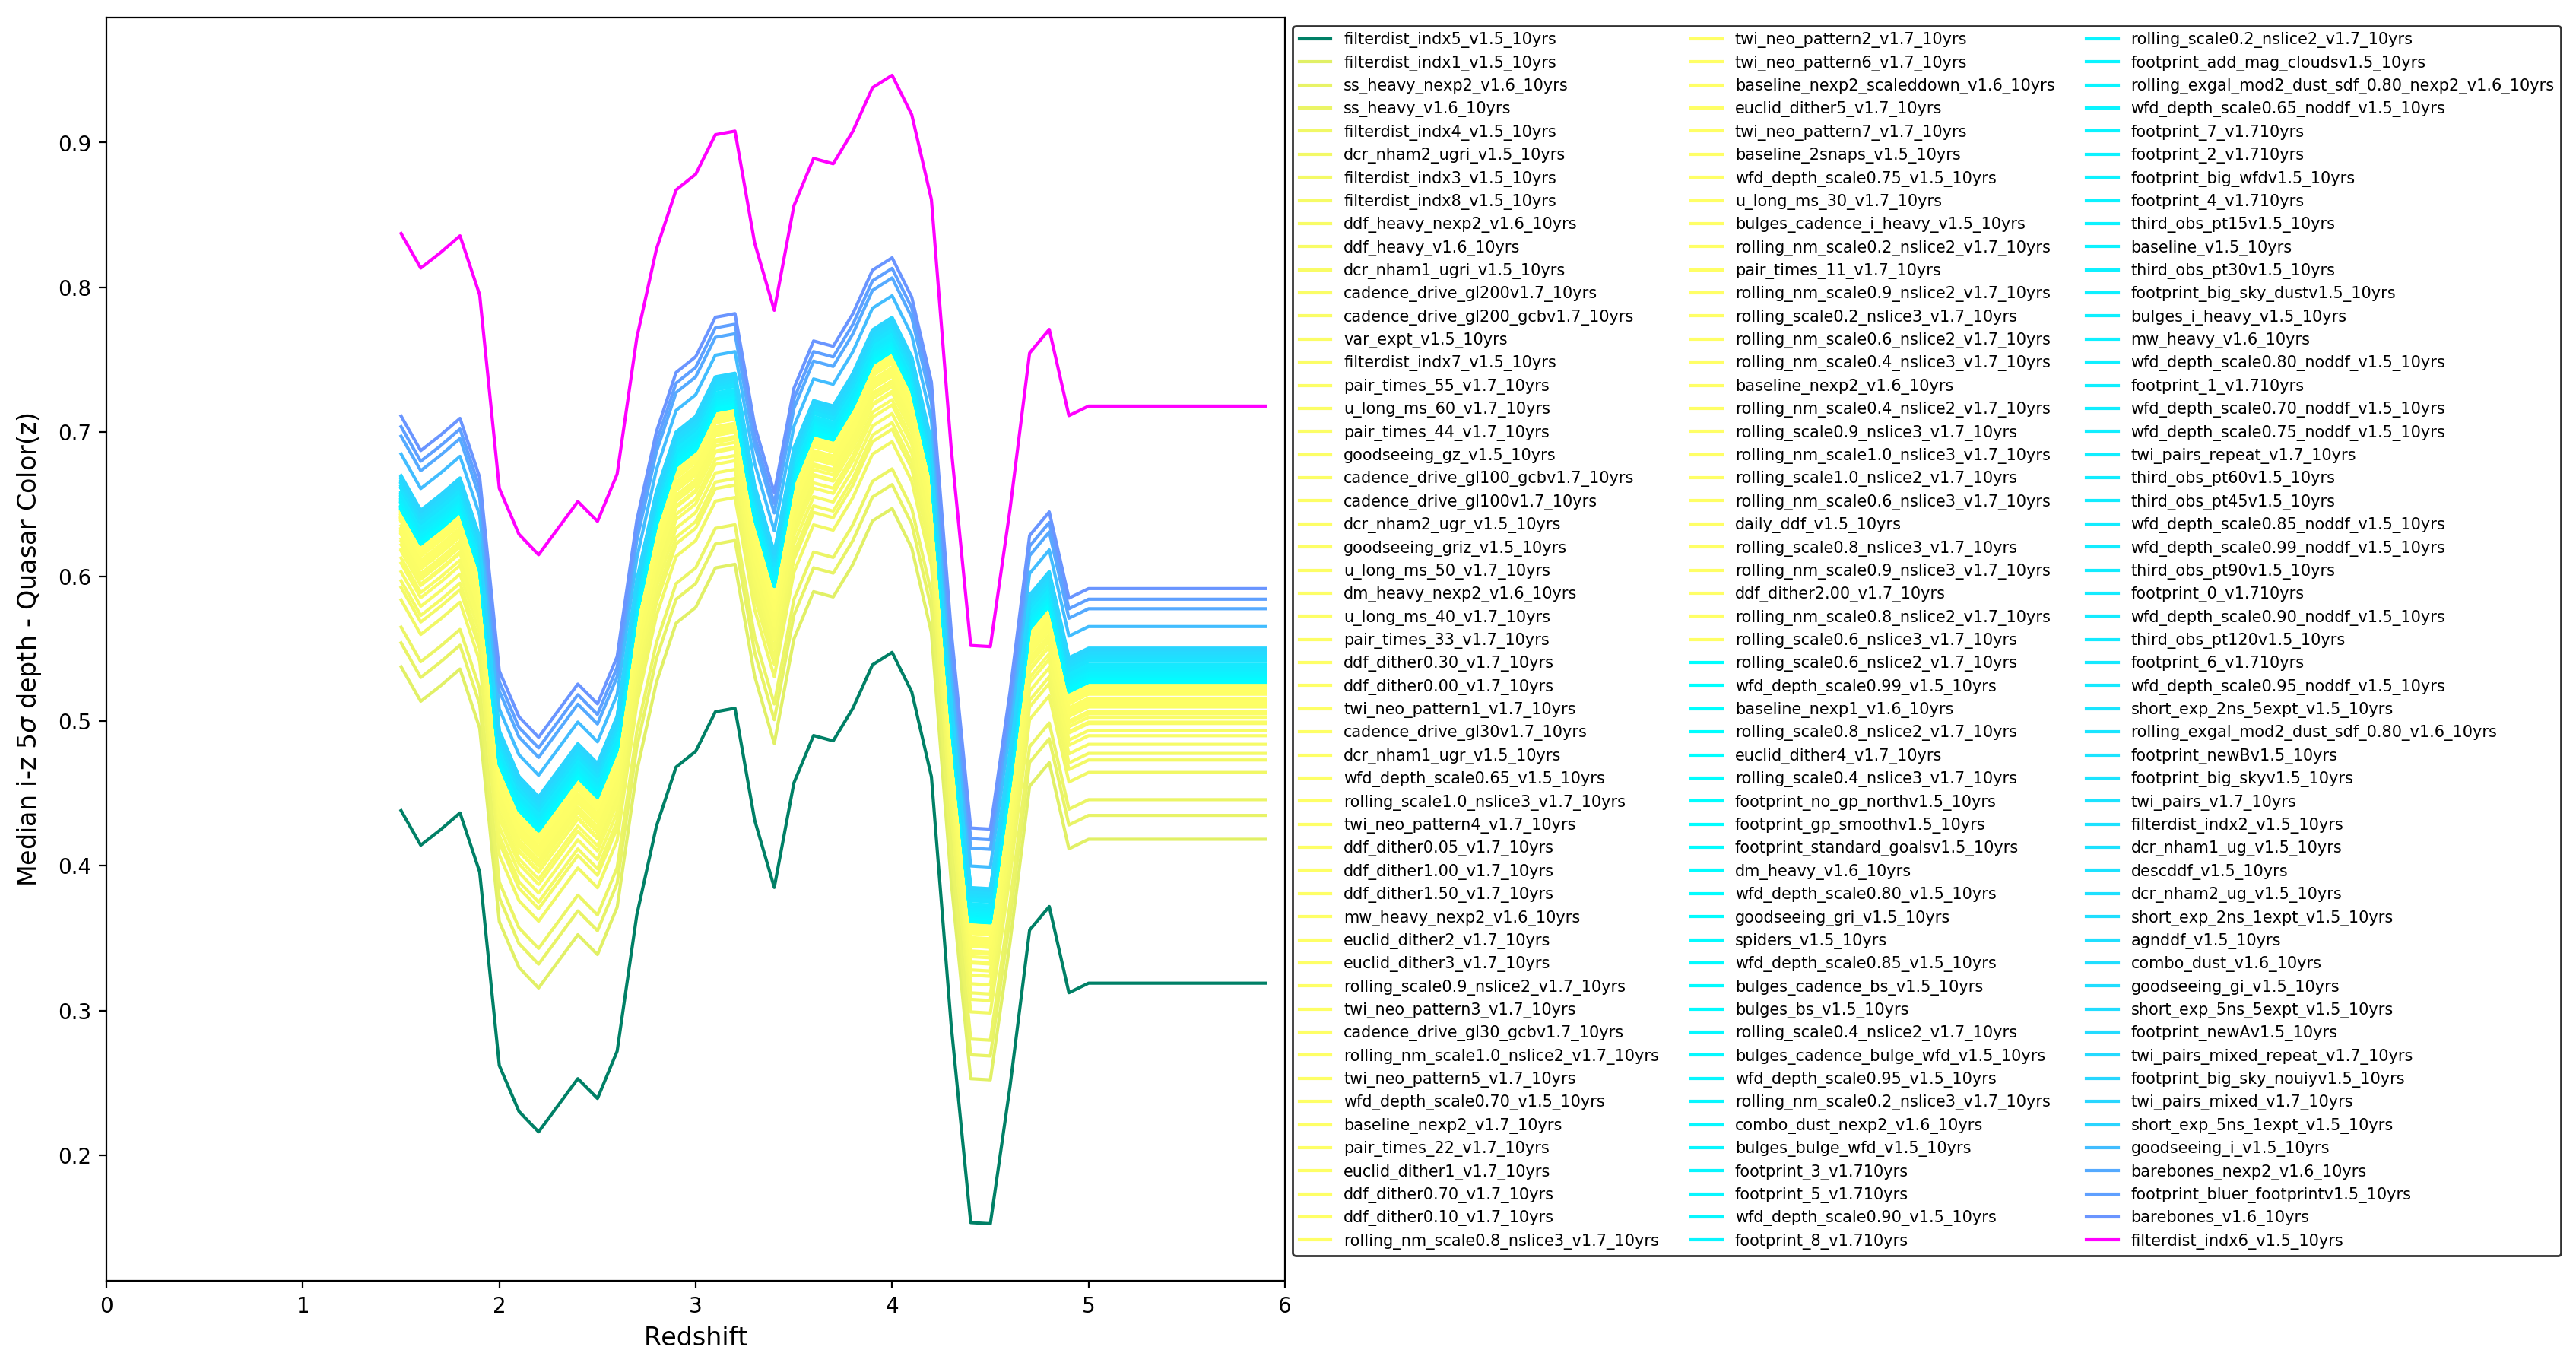 Median i-z 5σ depth - Quasar Color(z)
0.9
0.8
0.7
0.6
0.5
0.4
0.3
0.2
0 1 2 3 4 5 6
Redshift
filterdist_indx5_v1.5_10yrs
filterdist_indx1_v1.5_10yrs
ss_heavy_nexp2_v1.6_10yrs
ss_heavy_v1.6_10yrs
filterdist_indx4_v1.5_10yrs
dcr_nham2_ugri_v1.5_10yrs
filterdist_indx3_v1.5_10yrs
filterdist_indx8_v1.5_10yrs
ddf_heavy_nexp2_v1.6_10yrs
ddf_heavy_v1.6_10yrs
dcr_nham1_ugri_v1.5_10yrs
cadence_drive_gl200v1.7_10yrs
cadence_drive_gl200_gcbv1.7_10yrs
var_expt_v1.5_10yrs
filterdist_indx7_v1.5_10yrs
pair_times_55_v1.7_10yrs
u_long_ms_60_v1.7_10yrs
pair_times_44_v1.7_10yrs
goodseeing_gz_v1.5_10yrs
cadence_drive_gl100_gcbv1.7_10yrs
cadence_drive_gl100v1.7_10yrs
dcr_nham2_ugr_v1.5_10yrs
goodseeing_griz_v1.5_10yrs
u_long_ms_50_v1.7_10yrs
dm_heavy_nexp2_v1.6_10yrs
u_long_ms_40_v1.7_10yrs
pair_times_33_v1.7_10yrs
ddf_dither0.30_v1.7_10yrs
ddf_dither0.00_v1.7_10yrs
twi_neo_pattern1_v1.7_10yrs
cadence_drive_gl30v1.7_10yrs
dcr_nham1_ugr_v1.5_10yrs
wfd_depth_scale0.65_v1.5_10yrs
rolling_scale1.0_nslice3_v1.7_10yrs
twi_neo_pattern4_v1.7_10yrs
ddf_dither0.05_v1.7_10yrs
ddf_dither1.00_v1.7_10yrs
ddf_dither1.50_v1.7_10yrs
mw_heavy_nexp2_v1.6_10yrs
euclid_dither2_v1.7_10yrs
euclid_dither3_v1.7_10yrs
rolling_scale0.9_nslice2_v1.7_10yrs
twi_neo_pattern3_v1.7_10yrs
cadence_drive_gl30_gcbv1.7_10yrs
rolling_nm_scale1.0_nslice2_v1.7_10yrs
twi_neo_pattern5_v1.7_10yrs
wfd_depth_scale0.70_v1.5_10yrs
baseline_nexp2_v1.7_10yrs
pair_times_22_v1.7_10yrs
euclid_dither1_v1.7_10yrs
ddf_dither0.70_v1.7_10yrs
ddf_dither0.10_v1.7_10yrs
rolling_nm_scale0.8_nslice3_v1.7_10yrs
twi_neo_pattern2_v1.7_10yrs
twi_neo_pattern6_v1.7_10yrs
baseline_nexp2_scaleddown_v1.6_10yrs
euclid_dither5_v1.7_10yrs
twi_neo_pattern7_v1.7_10yrs
baseline_2snaps_v1.5_10yrs
wfd_depth_scale0.75_v1.5_10yrs
u_long_ms_30_v1.7_10yrs
bulges_cadence_i_heavy_v1.5_10yrs
rolling_nm_scale0.2_nslice2_v1.7_10yrs
pair_times_11_v1.7_10yrs
rolling_nm_scale0.9_nslice2_v1.7_10yrs
rolling_scale0.2_nslice3_v1.7_10yrs
rolling_nm_scale0.6_nslice2_v1.7_10yrs
rolling_nm_scale0.4_nslice3_v1.7_10yrs
baseline_nexp2_v1.6_10yrs
rolling_nm_scale0.4_nslice2_v1.7_10yrs
rolling_scale0.9_nslice3_v1.7_10yrs
rolling_nm_scale1.0_nslice3_v1.7_10yrs
rolling_scale1.0_nslice2_v1.7_10yrs
rolling_nm_scale0.6_nslice3_v1.7_10yrs
daily_ddf_v1.5_10yrs
rolling_scale0.8_nslice3_v1.7_10yrs
rolling_nm_scale0.9_nslice3_v1.7_10yrs
ddf_dither2.00_v1.7_10yrs
rolling_nm_scale0.8_nslice2_v1.7_10yrs
rolling_scale0.6_nslice3_v1.7_10yrs
rolling_scale0.6_nslice2_v1.7_10yrs
wfd_depth_scale0.99_v1.5_10yrs
baseline_nexp1_v1.6_10yrs
rolling_scale0.8_nslice2_v1.7_10yrs
euclid_dither4_v1.7_10yrs
rolling_scale0.4_nslice3_v1.7_10yrs
footprint_no_gp_northv1.5_10yrs
footprint_gp_smoothv1.5_10yrs
footprint_standard_goalsv1.5_10yrs
dm_heavy_v1.6_10yrs
wfd_depth_scale0.80_v1.5_10yrs
goodseeing_gri_v1.5_10yrs
spiders_v1.5_10yrs
wfd_depth_scale0.85_v1.5_10yrs
bulges_cadence_bs_v1.5_10yrs
bulges_bs_v1.5_10yrs
rolling_scale0.4_nslice2_v1.7_10yrs
bulges_cadence_bulge_wfd_v1.5_10yrs
wfd_depth_scale0.95_v1.5_10yrs
rolling_nm_scale0.2_nslice3_v1.7_10yrs
combo_dust_nexp2_v1.6_10yrs
bulges_bulge_wfd_v1.5_10yrs
footprint_3_v1.710yrs
footprint_5_v1.710yrs
wfd_depth_scale0.90_v1.5_10yrs
footprint_8_v1.710yrs
rolling_scale0.2_nslice2_v1.7_10yrs
footprint_add_mag_cloudsv1.5_10yrs
rolling_exgal_mod2_dust_sdf_0.80_nexp2_v1.6_10yrs
wfd_depth_scale0.65_noddf_v1.5_10yrs
footprint_7_v1.710yrs
footprint_2_v1.710yrs
footprint_big_wfdv1.5_10yrs
footprint_4_v1.710yrs
third_obs_pt15v1.5_10yrs
baseline_v1.5_10yrs
third_obs_pt30v1.5_10yrs
footprint_big_sky_dustv1.5_10yrs
bulges_i_heavy_v1.5_10yrs
mw_heavy_v1.6_10yrs
wfd_depth_scale0.80_noddf_v1.5_10yrs
footprint_1_v1.710yrs
wfd_depth_scale0.70_noddf_v1.5_10yrs
wfd_depth_scale0.75_noddf_v1.5_10yrs
twi_pairs_repeat_v1.7_10yrs
third_obs_pt60v1.5_10yrs
third_obs_pt45v1.5_10yrs
wfd_depth_scale0.85_noddf_v1.5_10yrs
wfd_depth_scale0.99_noddf_v1.5_10yrs
third_obs_pt90v1.5_10yrs
footprint_0_v1.710yrs
wfd_depth_scale0.90_noddf_v1.5_10yrs
third_obs_pt120v1.5_10yrs
footprint_6_v1.710yrs
wfd_depth_scale0.95_noddf_v1.5_10yrs
short_exp_2ns_5expt_v1.5_10yrs
rolling_exgal_mod2_dust_sdf_0.80_v1.6_10yrs
footprint_newBv1.5_10yrs
footprint_big_skyv1.5_10yrs
twi_pairs_v1.7_10yrs
filterdist_indx2_v1.5_10yrs
dcr_nham1_ug_v1.5_10yrs
descddf_v1.5_10yrs
dcr_nham2_ug_v1.5_10yrs
short_exp_2ns_1expt_v1.5_10yrs
agnddf_v1.5_10yrs
combo_dust_v1.6_10yrs
goodseeing_gi_v1.5_10yrs
short_exp_5ns_5expt_v1.5_10yrs
footprint_newAv1.5_10yrs
twi_pairs_mixed_repeat_v1.7_10yrs
footprint_big_sky_nouiyv1.5_10yrs
twi_pairs_mixed_v1.7_10yrs
short_exp_5ns_1expt_v1.5_10yrs
goodseeing_i_v1.5_10yrs
barebones_nexp2_v1.6_10yrs
footprint_bluer_footprintv1.5_10yrs
barebones_v1.6_10yrs
filterdist_indx6_v1.5_10yrs